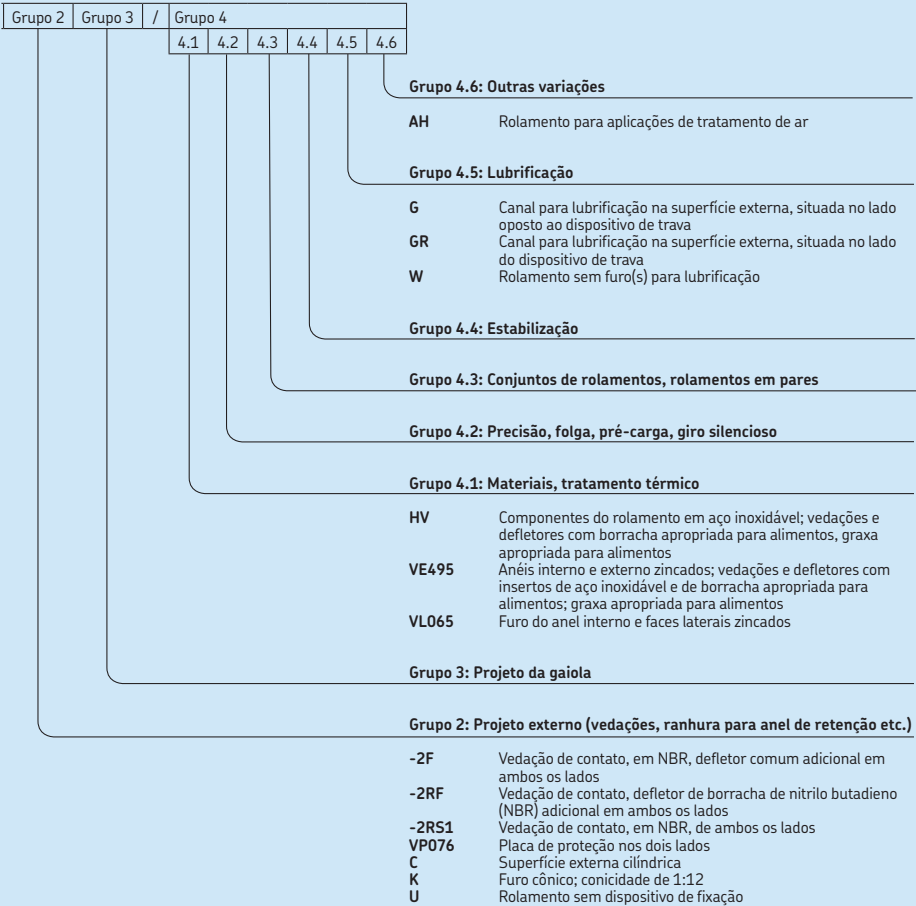 Grupo 2 Grupo 3 / Grupo 4
4.1 4.2 4.3 4.4 4.5 4.6
Grupo 4.6: Outras variações
AH Rolamento para aplicações de tratamento de ar
Grupo 4.5: Lubrificação
G Canal para lubrificação na superfície externa, situada no lado
oposto ao dispositivo de trava
GR Canal para lubrificação na superfície externa, situada no lado
do dispositivo de trava
W Rolamento sem furo(s) para lubrificação
Grupo 4.4: Estabilização
Grupo 4.3: Conjuntos de rolamentos, rolamentos em pares
Grupo 4.2: Precisão, folga, pré-carga, giro silencioso
Grupo 4.1: Materiais, tratamento térmico
HV Componentes do rolamento em aço inoxidável; vedações e
defletores com borracha apropriada para alimentos, graxa
apropriada para alimentos
VE495 Anéis interno e externo zincados; vedações e defletores com
insertos de aço inoxidável e de borracha apropriada para
alimentos; graxa apropriada para alimentos
VL065 Furo do anel interno e faces laterais zincados
Grupo 3: Projeto da gaiola
Grupo 2: Projeto externo (vedações, ranhura para anel de retenção etc.)
-2F Vedação de contato, em NBR, defletor comum adicional em
ambos os lados
-2RF Vedação de contato, defletor de borracha de nitrilo butadieno
(NBR) adicional em ambos os lados
-2RS1 Vedação de contato, em NBR, de ambos os lados
VP076 Placa de proteção nos dois lados
C Superfície externa cilíndrica
K Furo cônico; conicidade de 1:12
U Rolamento sem dispositivo de fixação